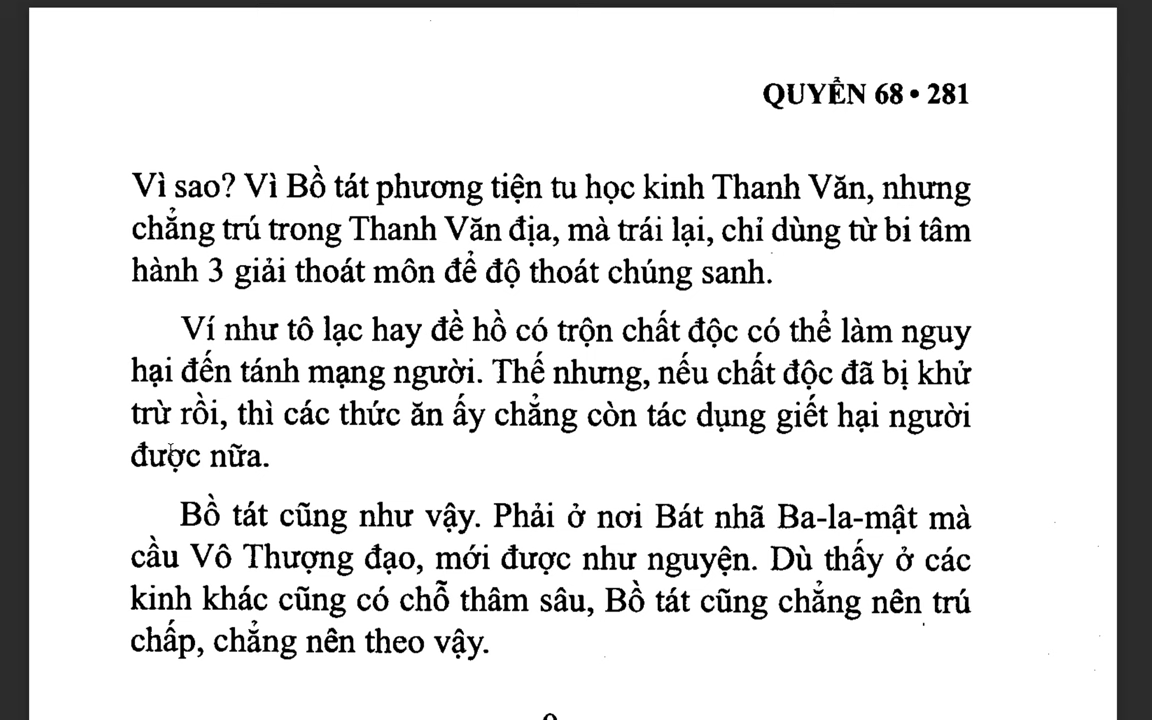 QUYỂN 68 • 281
Vì sao? Vì Bồ tát phương tiện tu học kinh Thanh Văn, nhưng
chẳng trú trong Thanh Văn địa, mà trái lại, chỉ dùng từ bi tâm
hành 3 giải thoát môn để độ thoát chúng sanh.
Ví như tô lạc hay đề hồ có trộn chất độc có thể làm nguy
hại đến tánh mạng người. Thế nhưng, nếu chất độc đã bị khử
trừ rồi, thì các thức ăn ấy chẳng còn tác dụng giết hại người
được nữa.
Bồ tát cũng như vậy. Phải ở nơi Bát nhã Ba-la-mật mà
cầu Vô Thượng đạo, mới được như nguyện. Dù thấy ở các
kinh khác cũng có chỗ thâm sâu, Bồ tát cũng chẳng nên trú
chấp, chẳng nên theo vậy.